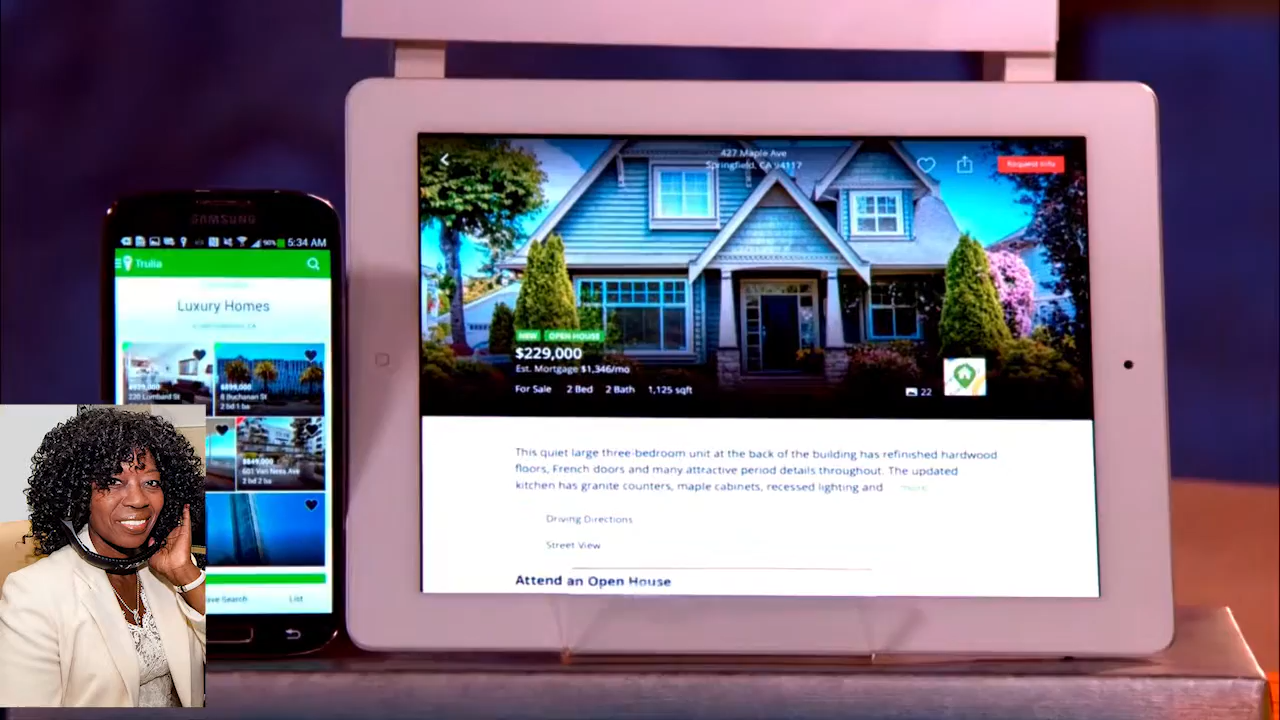 SAMSUNG
90% 5:34 AM
Trulia
Luxury Homes
$899,000
220 Lombard St
8 Buchanan St
2 bd 1 ba
$849,000
601 Van Ness Ave
2 bd 2 ba
Save Search
List
427 Maple Ave
Springfield, CA 94117
Request Info
NEW
OPEN HOUSE
$229,000
Est. Mortgage $1,346/mo
For Sale 2 Bed 2 Bath 1,125 sqft
22
This quiet large three-bedroom unit at the back of the building has refinished hardwood
floors, French doors and many attractive period details throughout. The updated
kitchen has granite counters, maple cabinets, recessed lighting and more
Driving Directions
Street View
Attend an Open House